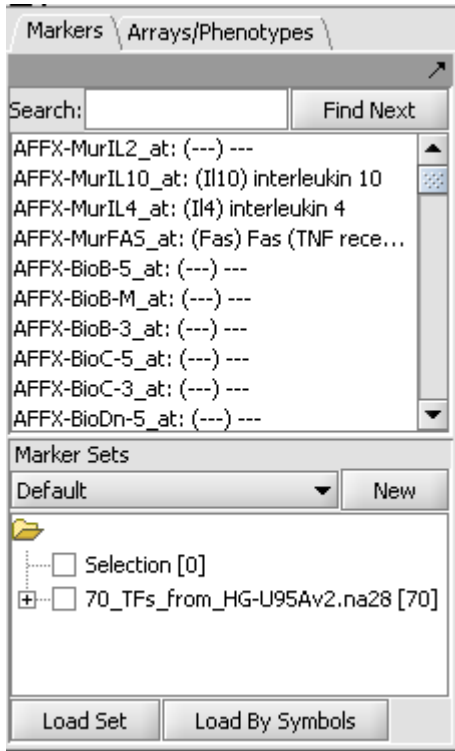 Markers Arrays/Phenotypes
Search: Find Next
AFFX-MurIL2_at: (---) ---
AFFX-MurIL10_at: (Il10) interleukin 10
AFFX-MurIL4_at: (Il4) interleukin 4
AFFX-MurFAS_at: (Fas) Fas (TNF rece...
AFFX-BioB-5_at: (---) ---
AFFX-BioB-M_at: (---) ---
AFFX-BioB-3_at: (---) ---
AFFX-BioC-5_at: (---) ---
AFFX-BioC-3_at: (---) ---
AFFX-BioDn-5_at: (---) ---
Marker Sets
Default New
Selection [0]
70_TFs_from_HG-U95Av2.na28 [70]
Load Set Load By Symbols